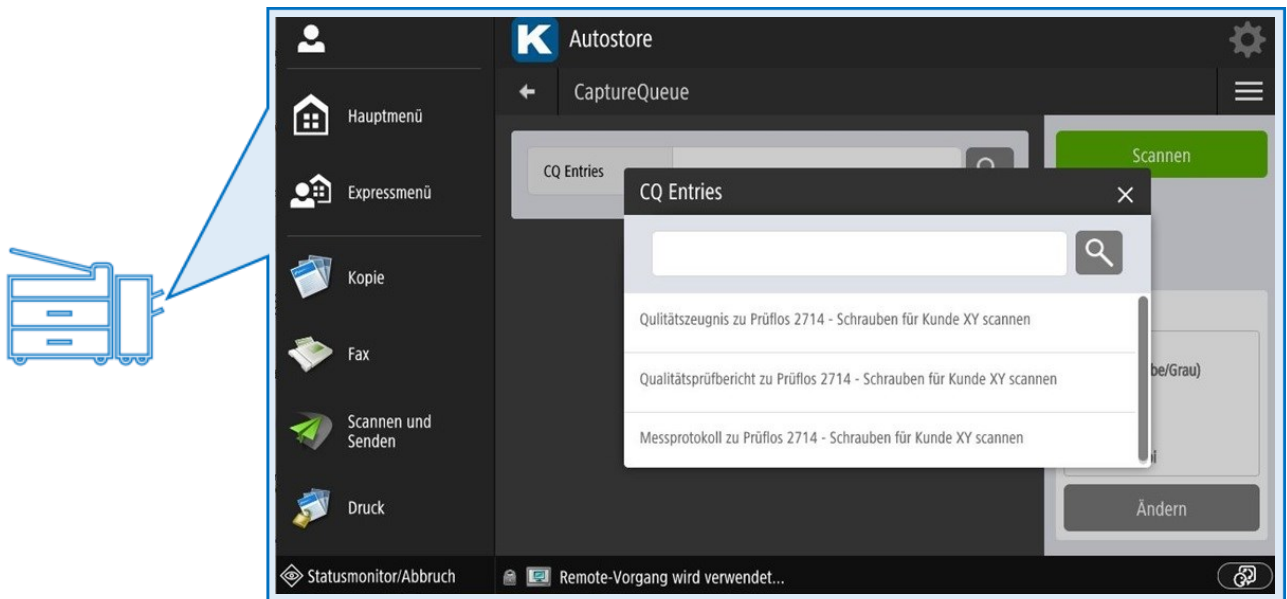 K Autostore
CaptureQueue
Hauptmenü
Expressmenü
Kopie
Fax
Scannen und
Senden
Druck
Statusmonitor/Abbruch
CQ Entries
Scannen
CQ Entries
Qulitätszeugnis zu Prüflos 2714 - Schrauben für Kunde XY scannen
Qualitätsprüfbericht zu Prüflos 2714 - Schrauben für Kunde XY scannen
Messprotokoll zu Prüflos 2714 - Schrauben für Kunde XY scannen
be/Grau)
Ändern
Remote-Vorgang wird verwendet...